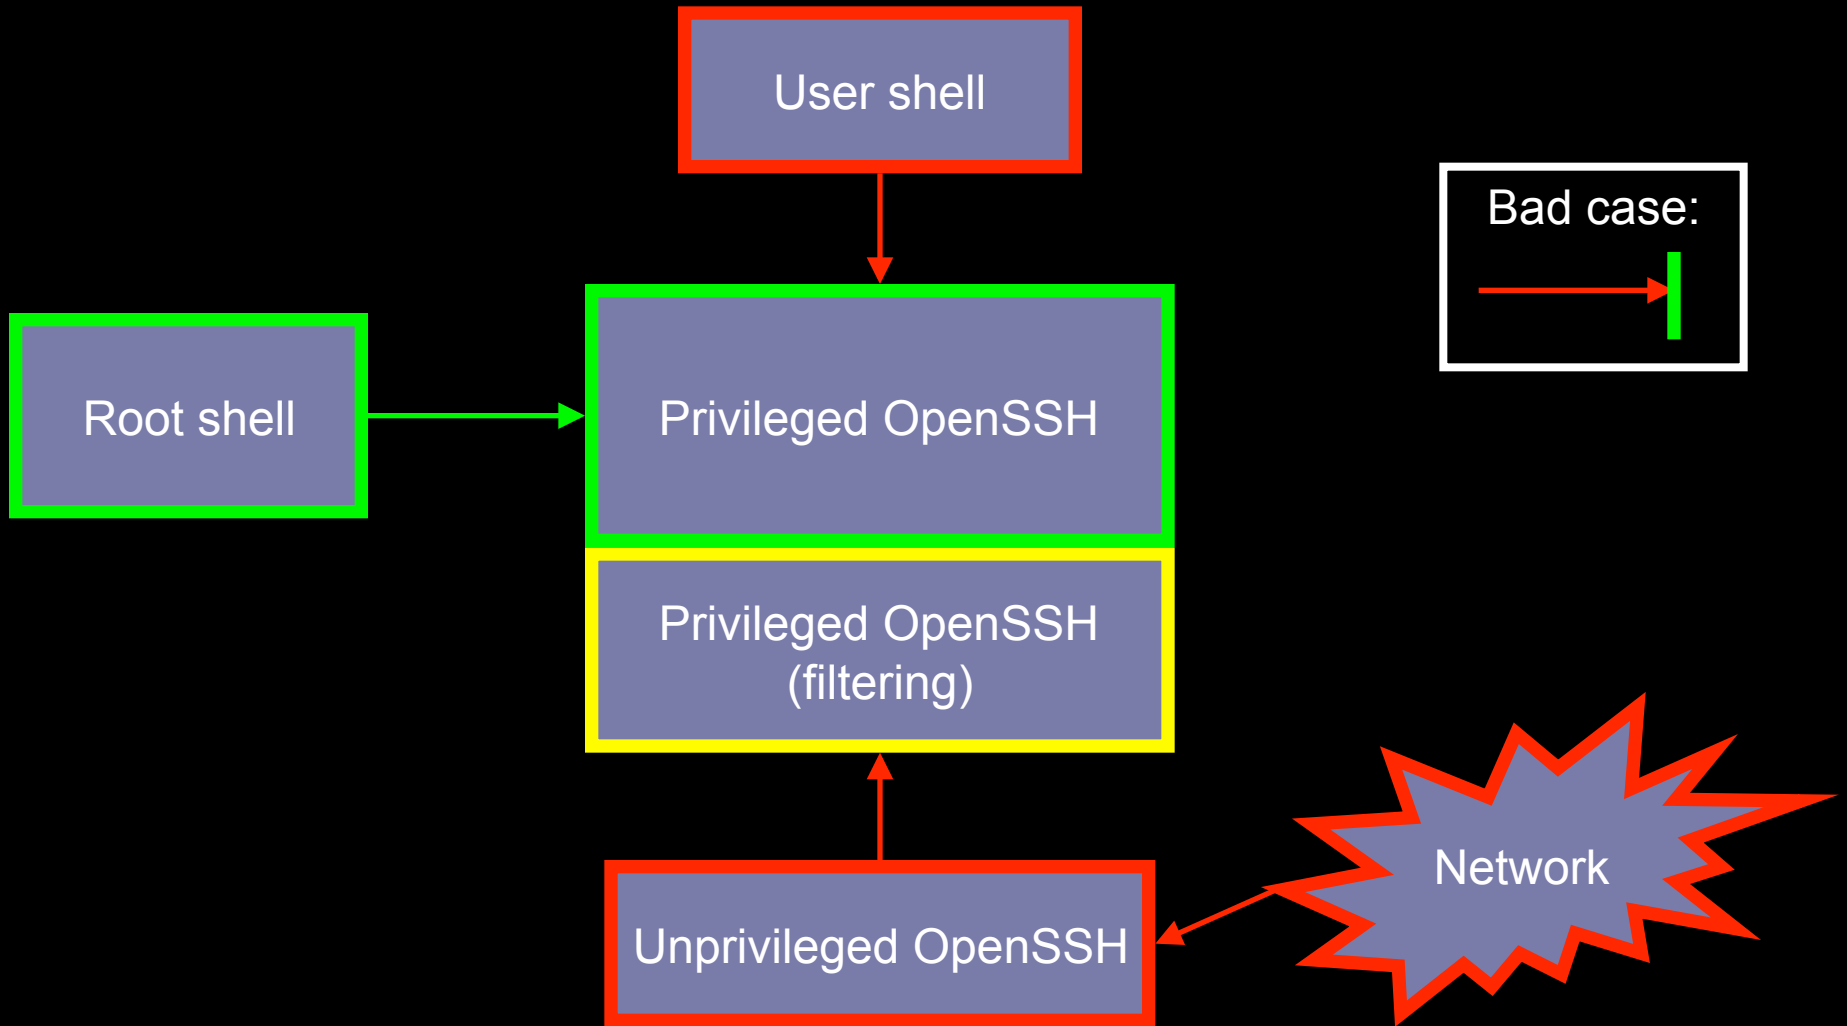 User shell
Bad case:
Root shell
Privileged OpenSSH
Privileged OpenSSH
(filtering)
Network
Unprivileged OpenSSH